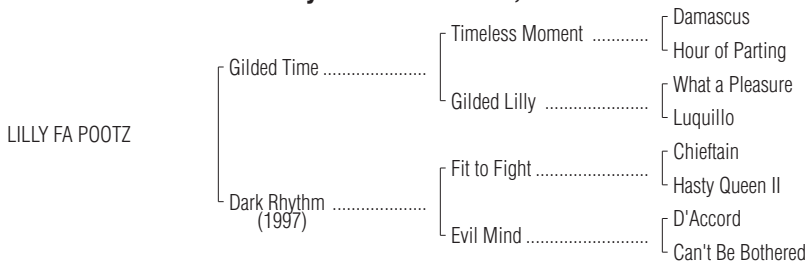 Damascus
Timeless Moment ............
Hour of Parting
Gilded Time ......................
What a Pleasure
Gilded Lilly ......................
Luquillo
LILLY FA POOTZ
Chieftain
Fit to Fight ........................
Hasty Queen II
Dark Rhythm ....................
(1997)
D'Accord
Evil Mind ..........................
Can't Be Bothered